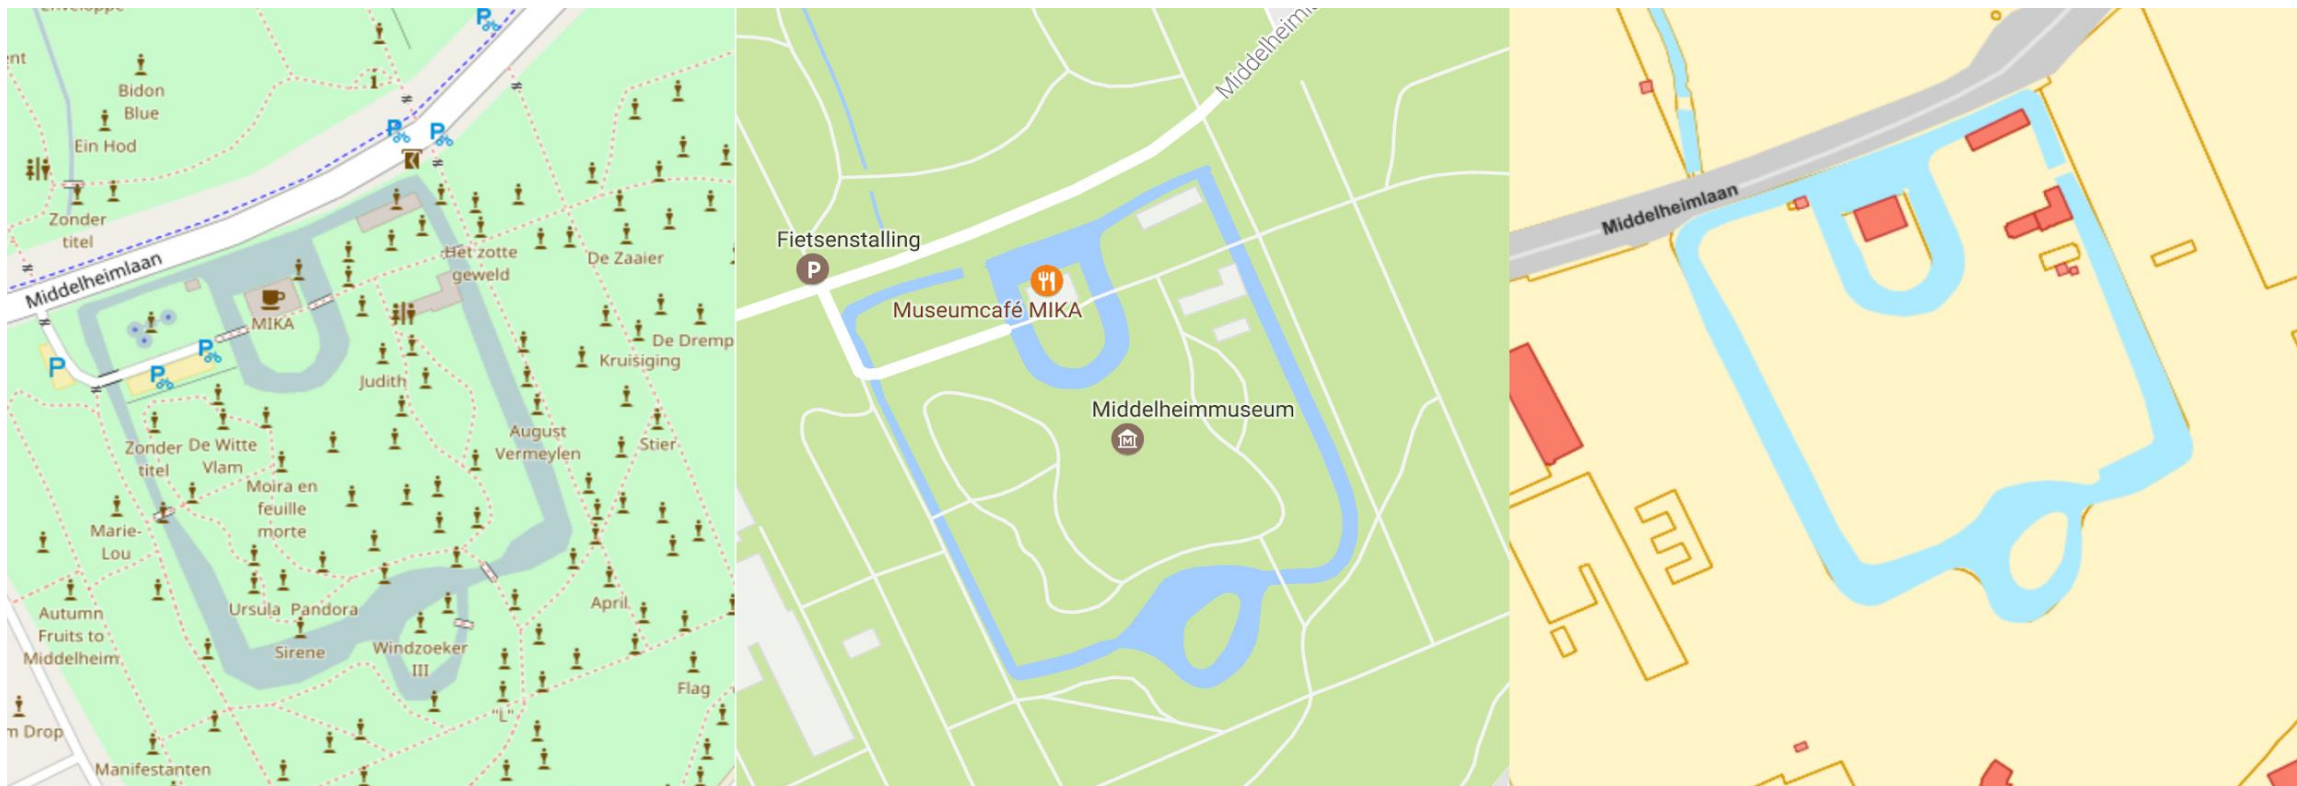 Bidon
Blue
Ein Hod
Zonder
titel
Middelheimlaan
MIKA
Het zotte
geweld
De Zaaier
De Dremp
Kruisiging
Judith
Zonder
titel
De Witte
Vlam
August
Vermeylen
Stier
Moira en
feuille
morte
Marie-
Lou
Autumn
Fruits to
Middelheim
Ursula
Pandora
April
Sirene
Windzoeker
III
Flag
"L"
m Drop
Manifestanten
P
P
P
P
P
P
Middelheimla
Fietsenstalling
P
Museumcafé MIKA
Middelheimmuseum
M
Middelheimlaan